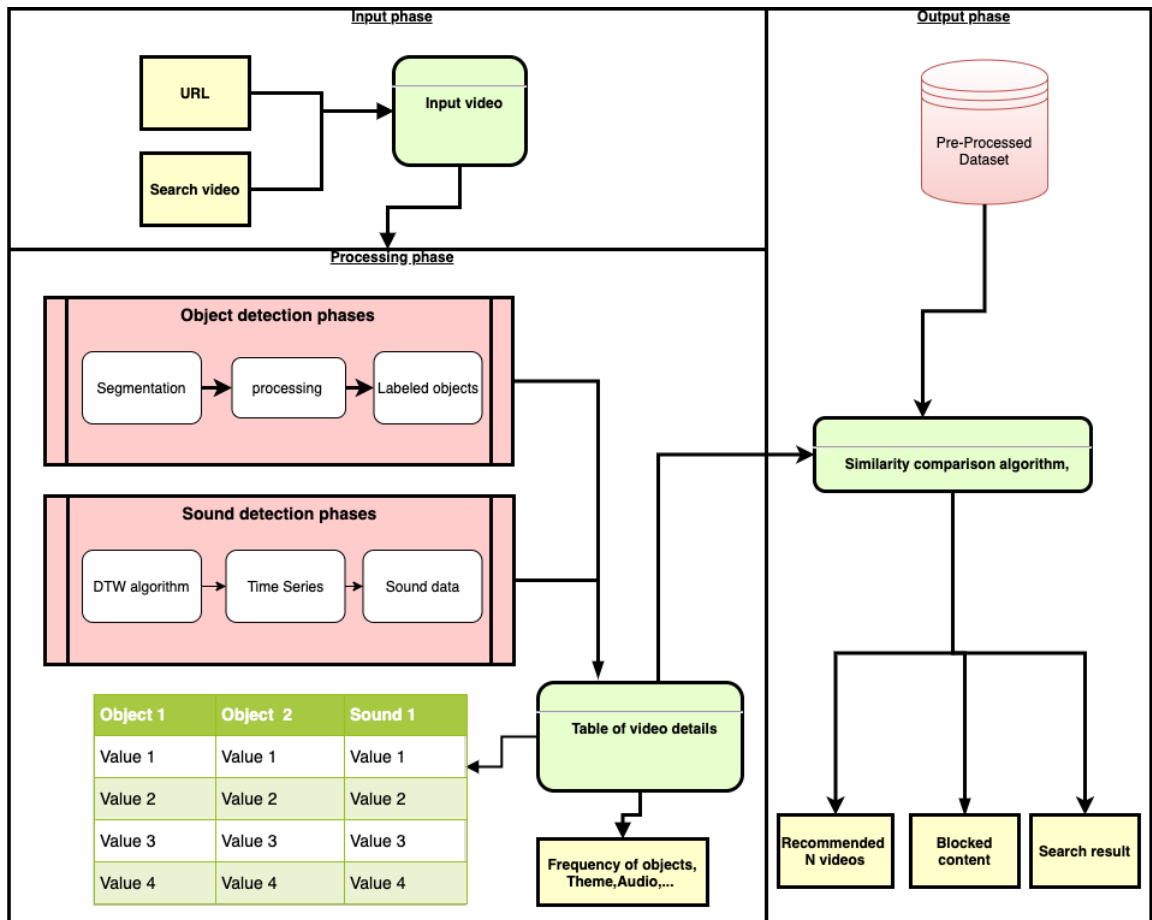 Input phase
URL
Search video
Input video
Processing phase
Object detection phases
Segmentation
processing
Labeled objects
Sound detection phases
DTW algorithm
Time Series
Sound data
Table of video details
Object 1 Object  2 Sound 1
Value 1 Value 1 Value 1
Value 2 Value 2 Value 2
Value 3 Value 3 Value 3
Value 4 Value 4 Value 4
Frequency of objects,
Theme,Audio,...
Output phase
Pre-Processed
Dataset
Similarity comparison algorithm,
Recommended
N videos
Blocked
content
Search result